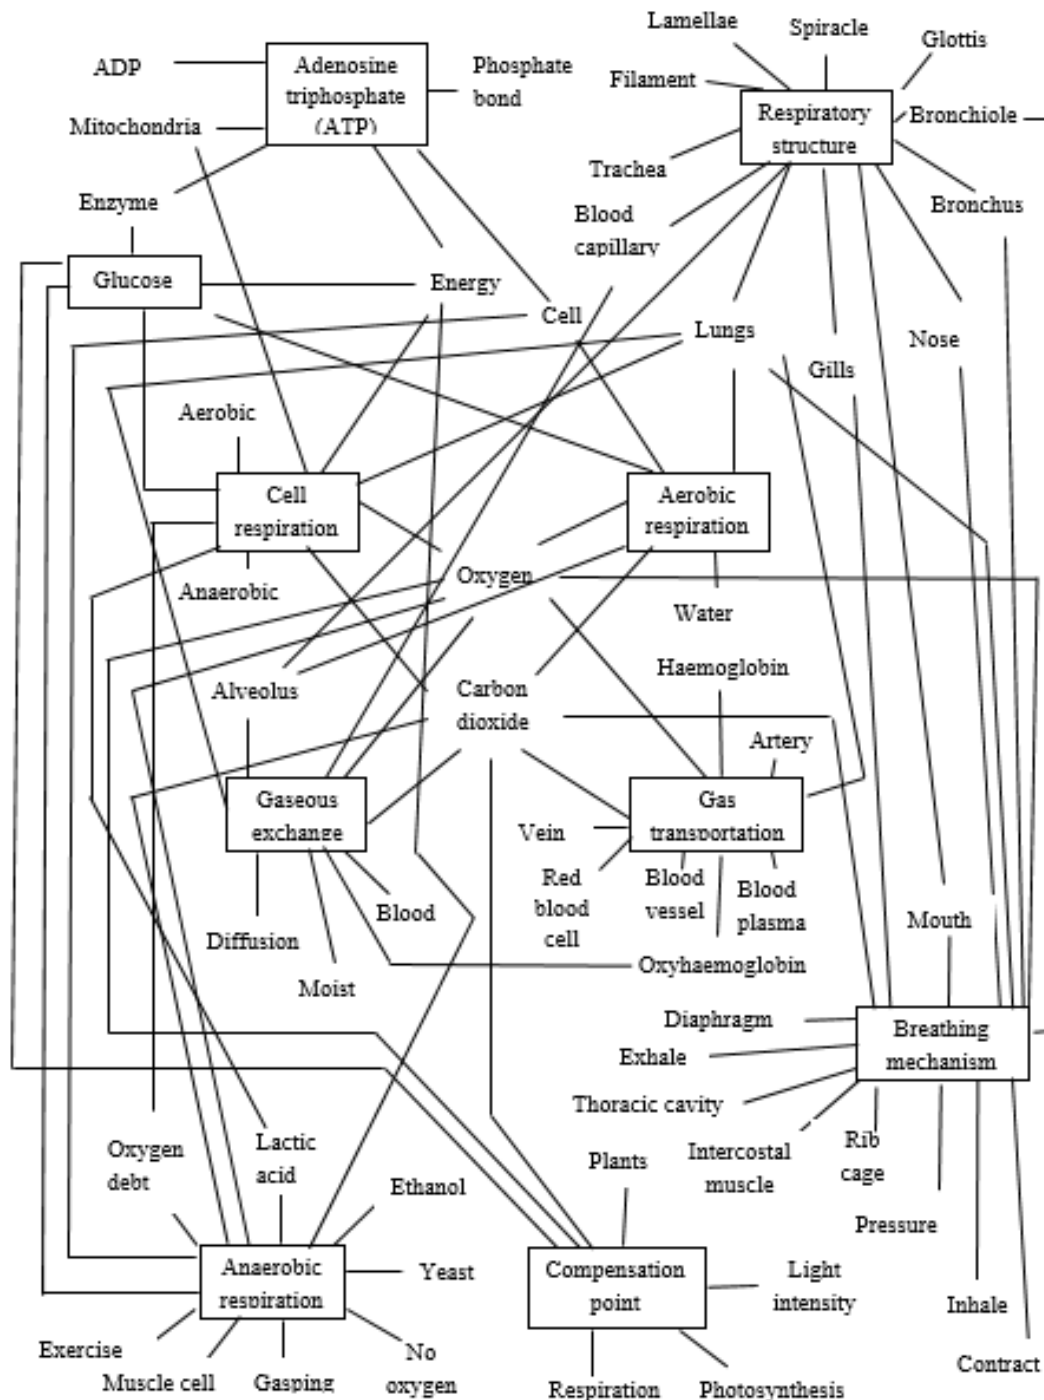 Lamellae
Spiracle
Glottis
ADP
Adenosine
triphosphate
(ATP)
Phosphate
bond
Filament
Respiratory
structure
Bronchiole
Mitochondria
Trachea
Enzyme
Blood
capillary
Bronchus
Glucose
Energy
Cell
Lungs
Nose
Gills
Aerobic
Cell
respiration
Aerobic
respiration
Anaerobic
Oxygen
Water
Haemoglobin
Alveolus
Carbon
dioxide
Artery
Gaseous
exchange
Gas
transportation
Vein
Red
blood
cell
Blood
vessel
Blood
plasma
Blood
Mouth
Diffusion
Moist
Oxyhaemoglobin
Diaphragm
Breathing
mechanism
Exhale
Thoracic cavity
Oxygen
debt
Lactic
acid
Plants
Intercostal
muscle
Rib
cage
Ethanol
Pressure
Anaerobic
respiration
Yeast
Compensation
point
Light
intensity
Inhale
Exercise
Muscle cell
Gasping
No
oxygen
Respiration
Photosynthesis
Contract